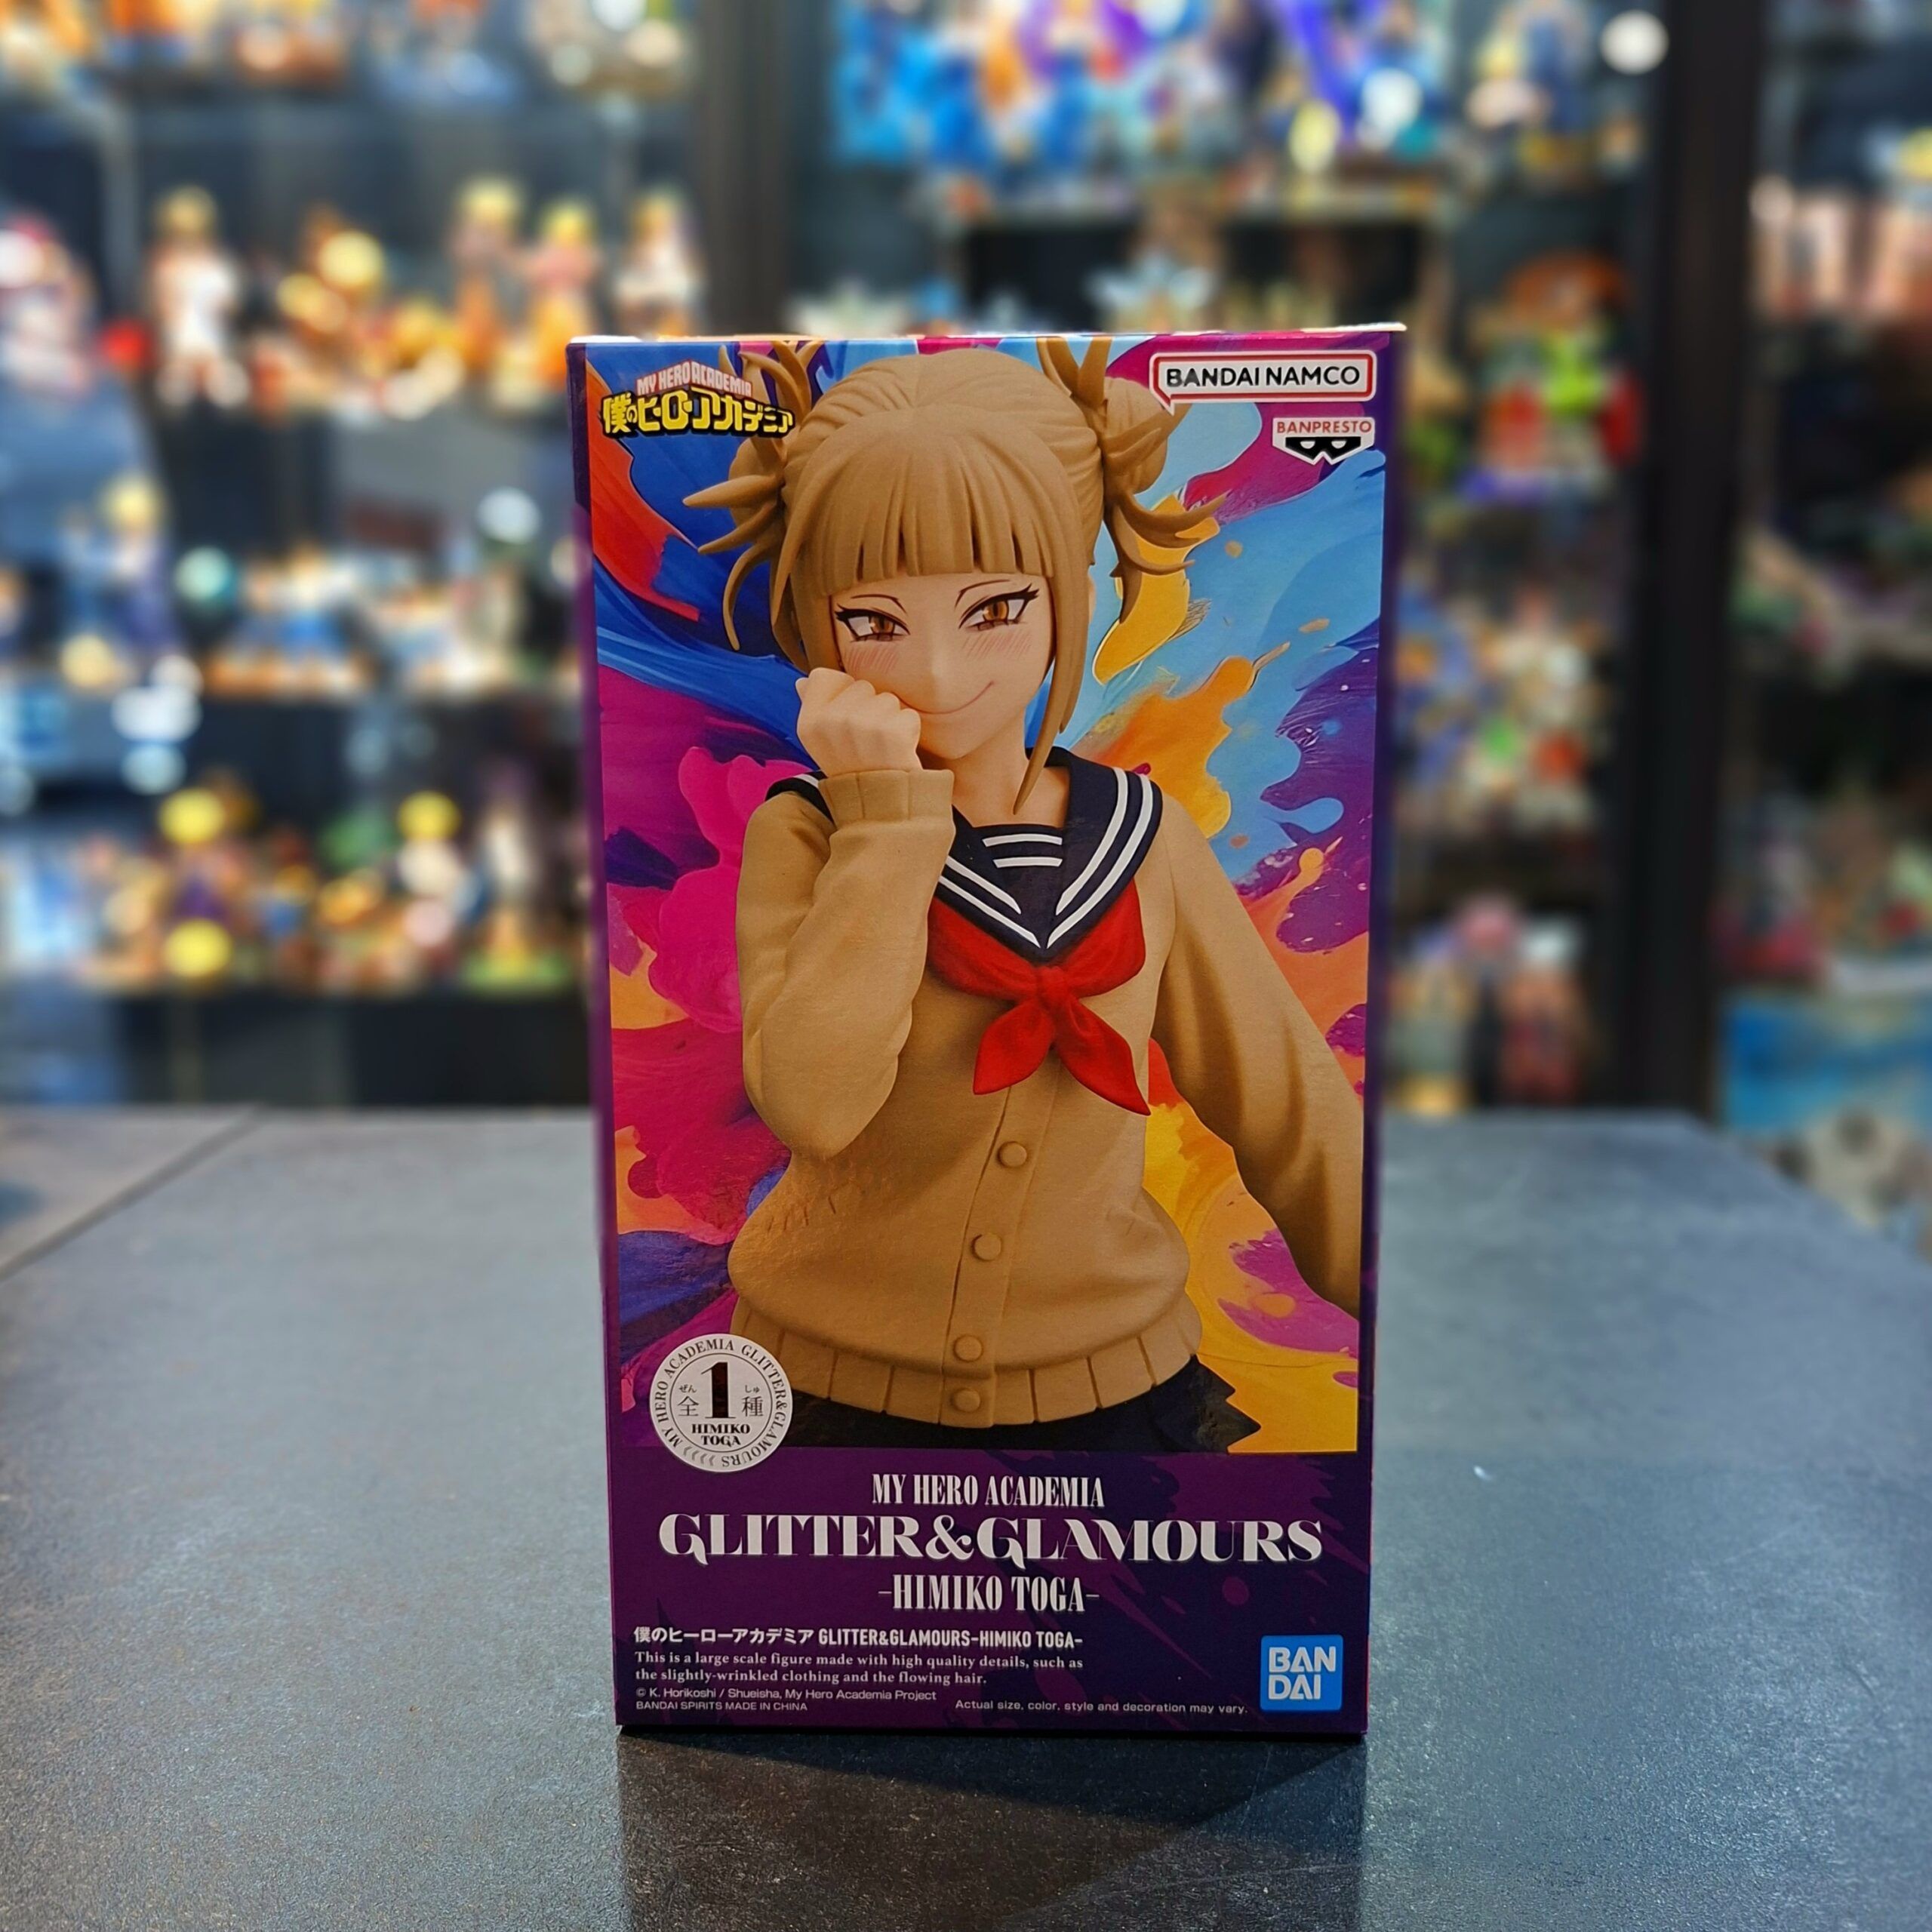 MY HERO ACADEMIA
僕のヒーローアカデミア
BANDAI NAMCO
BANPRESTO
MY HERO ACADEMIA GLITTER&GLAMOURS
ぜん しゅ
全1種
HIMIKO
TOGA
MY HERO ACADEMIA
GLITTER&GLAMOURS
-HIMIKO TOGA-
僕のヒーローアカデミア GLITTER&GLAMOURS-HIMIKO TOGA-
This is a large scale figure made with high quality details, such as
the slightly-wrinkled clothing and the flowing hair.
© K. Horikoshi / Shueisha, My Hero Academia Project
BANDAI SPIRITS MADE IN CHINA
Actual size, color, style and decoration may vary.
BAN
DAI